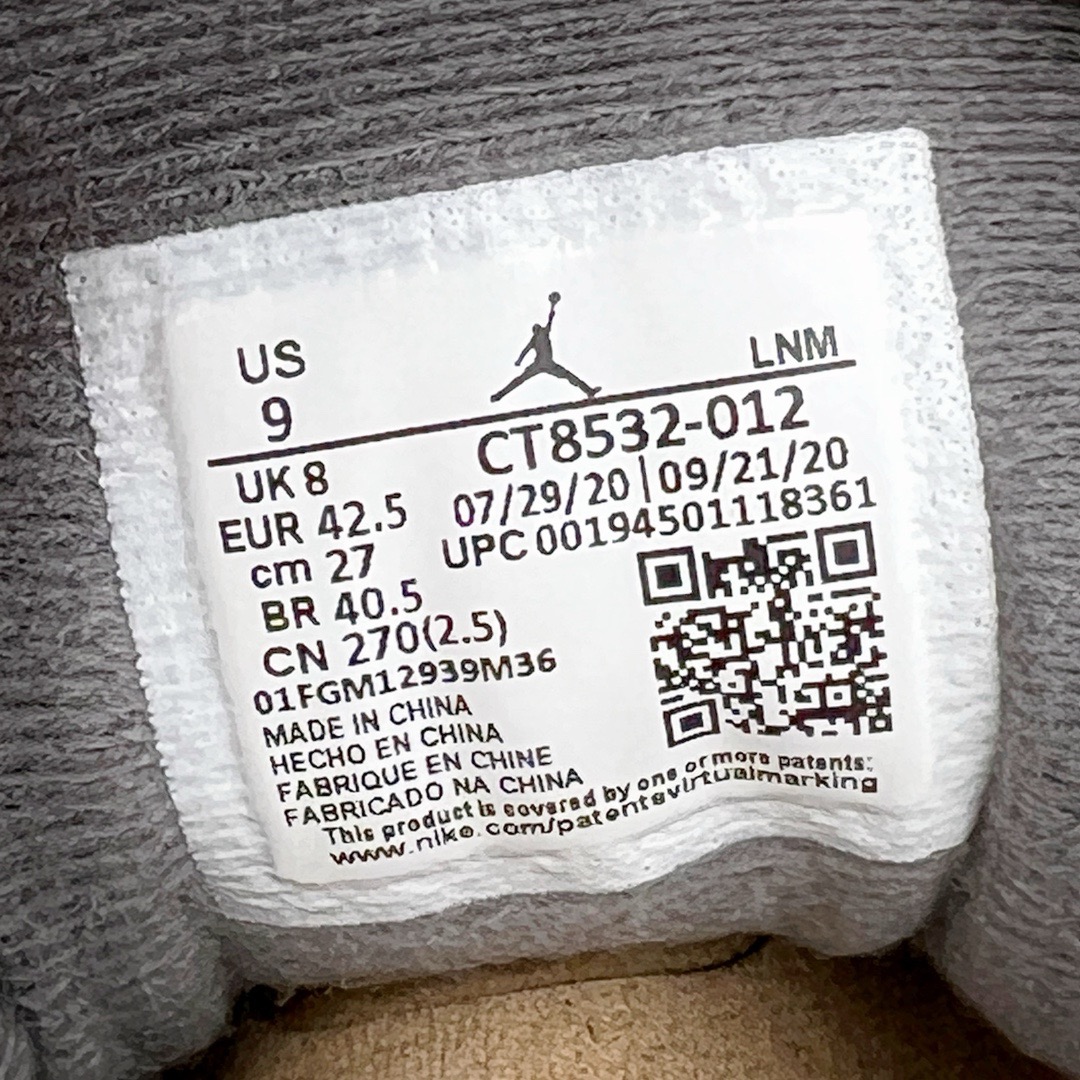 US
LNM
9
CT8532-012
UK 8
07/29/20 | 09/21/20
EUR 42.5
UPC 00194501118361
cm 27
BR 40.5
CN 270(2.5)
01FGM12939M36
MADE IN CHINA
HECHO EN CHINA
FABRIQUE EN CHINE
FABRICADO NA CHINA
This product is covered by one or more patents:
www.nike.com/patentsvirtualmarking